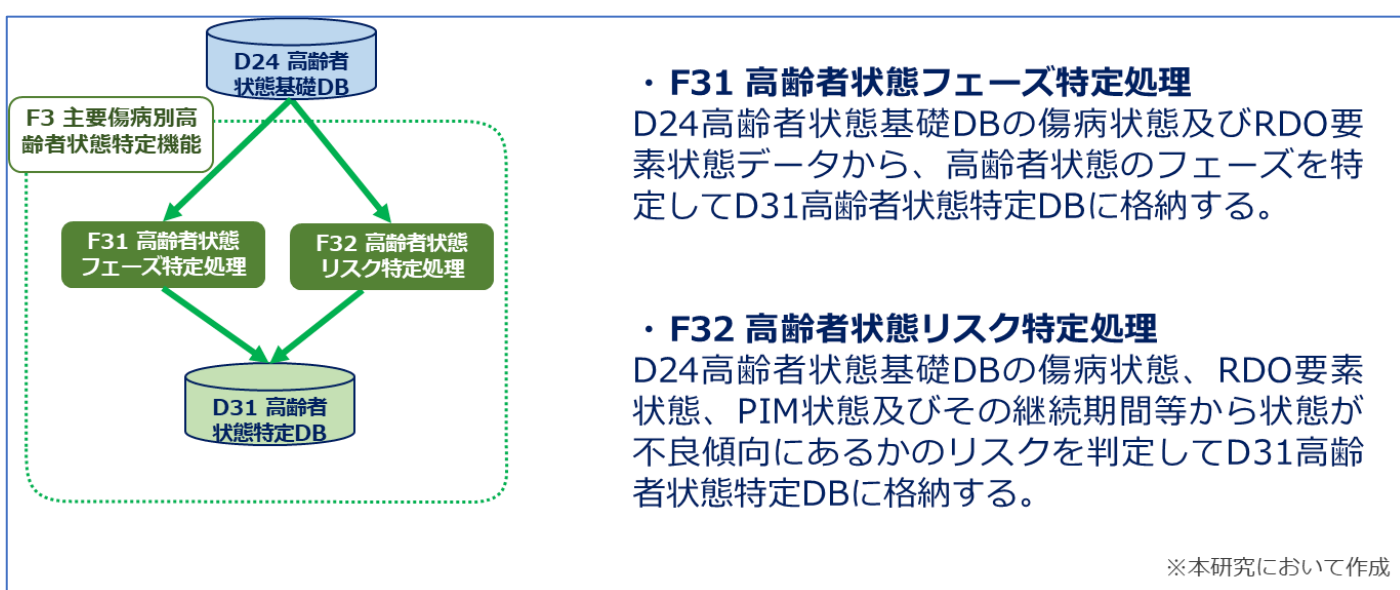 D24 高齢者
状態基礎DB
F3 主要傷病別高
齢者状態特定機能
F31 高齢者状態
フェーズ特定処理
F32 高齢者状態
リスク特定処理
D31 高齢者
状態特定DB
・F31 高齢者状態フェーズ特定処理
D24高齢者状態基礎DBの傷病状態及びRDO要
素状態データから、高齢者状態のフェーズを特
定してD31高齢者状態特定DBに格納する。
・F32 高齢者状態リスク特定処理
D24高齢者状態基礎DBの傷病状態、RDO要素
状態、PIM状態及びその継続期間等から状態が
不良傾向にあるかのリスクを判定してD31高齢
者状態特定DBに格納する。
※本研究において作成